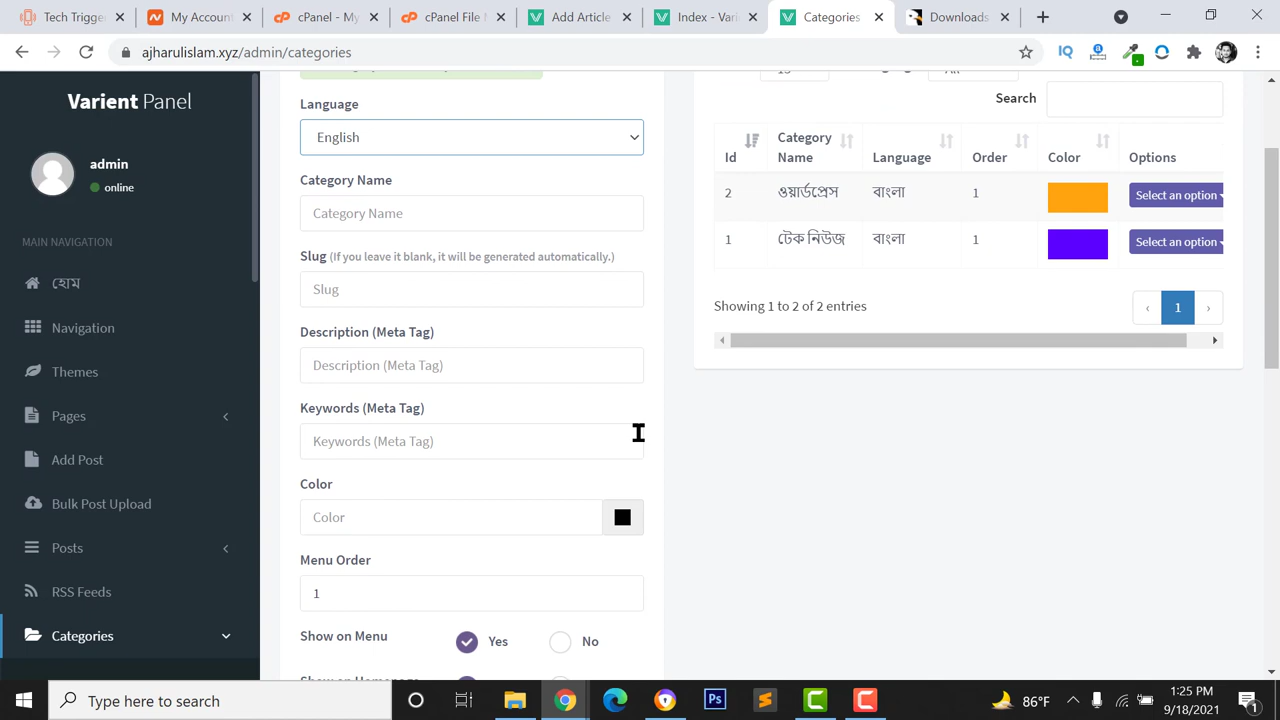 Tech Trigge
My Account
cPanel - My
cPanel File M
Add Article
Index - Varie
Categories
Downloads
ajharulislam.xyz/admin/categories
Varient Panel
admin
online
MAIN NAVIGATION
হোম
Navigation
Themes
Pages
Add Post
Bulk Post Upload
Posts
RSS Feeds
Categories
Language
English
Category Name
Category Name
Slug (If you leave it blank, it will be generated automatically.)
Slug
Description (Meta Tag)
Description (Meta Tag)
Keywords (Meta Tag)
Keywords (Meta Tag)
Color
Color
Menu Order
1
Show on Menu Yes No
Search
Id Category Name Language Order Color Options
2 ওয়ার্ডপ্রেস বাংলা 1 Select an option
1 টেক নিউজ বাংলা 1 Select an option
Showing 1 to 2 of 2 entries
‹ 1 ›
Type here to search
Ps
86°F
1:25 PM
9/18/2021
1